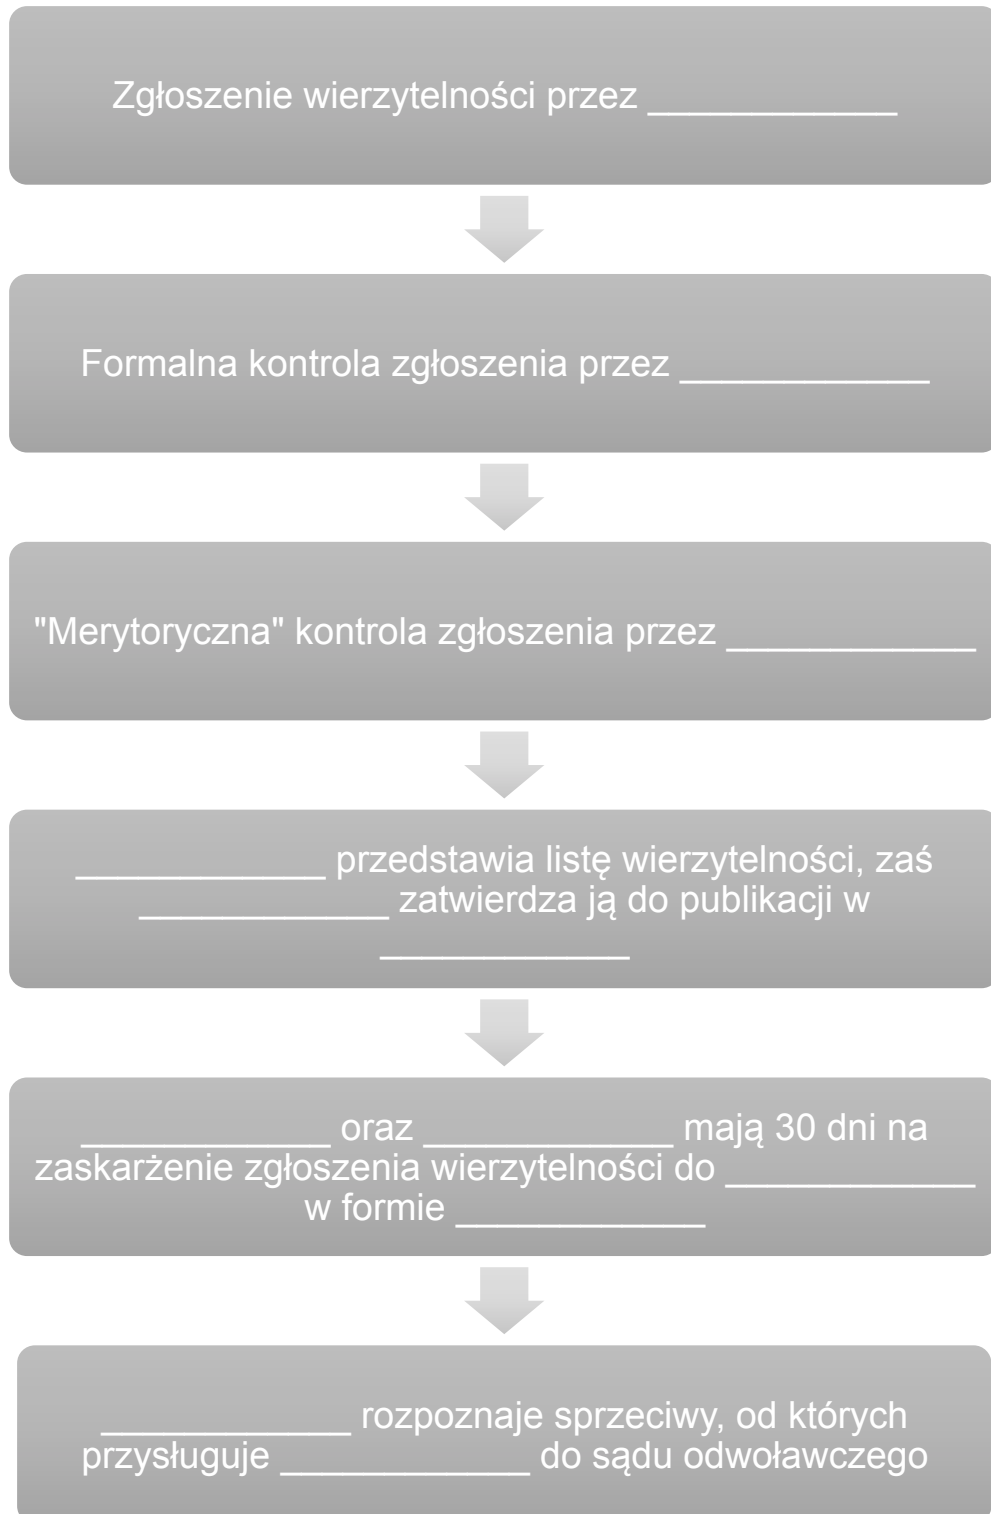 Zgłoszenie wierzytelności przez ____________
Formalna kontrola zgłoszenia przez ____________
"Merytoryczna" kontrola zgłoszenia przez ____________
____________ przedstawia listę wierzytelności, zaś
____________ zatwierdza ją do publikacji w
____________
____________ oraz ____________ mają 30 dni na
zaskarżenie zgłoszenia wierzytelności do ____________
w formie ____________
____________ rozpoznaje sprzeciwy, od których
przysługuje ____________ do sądu odwoławczego